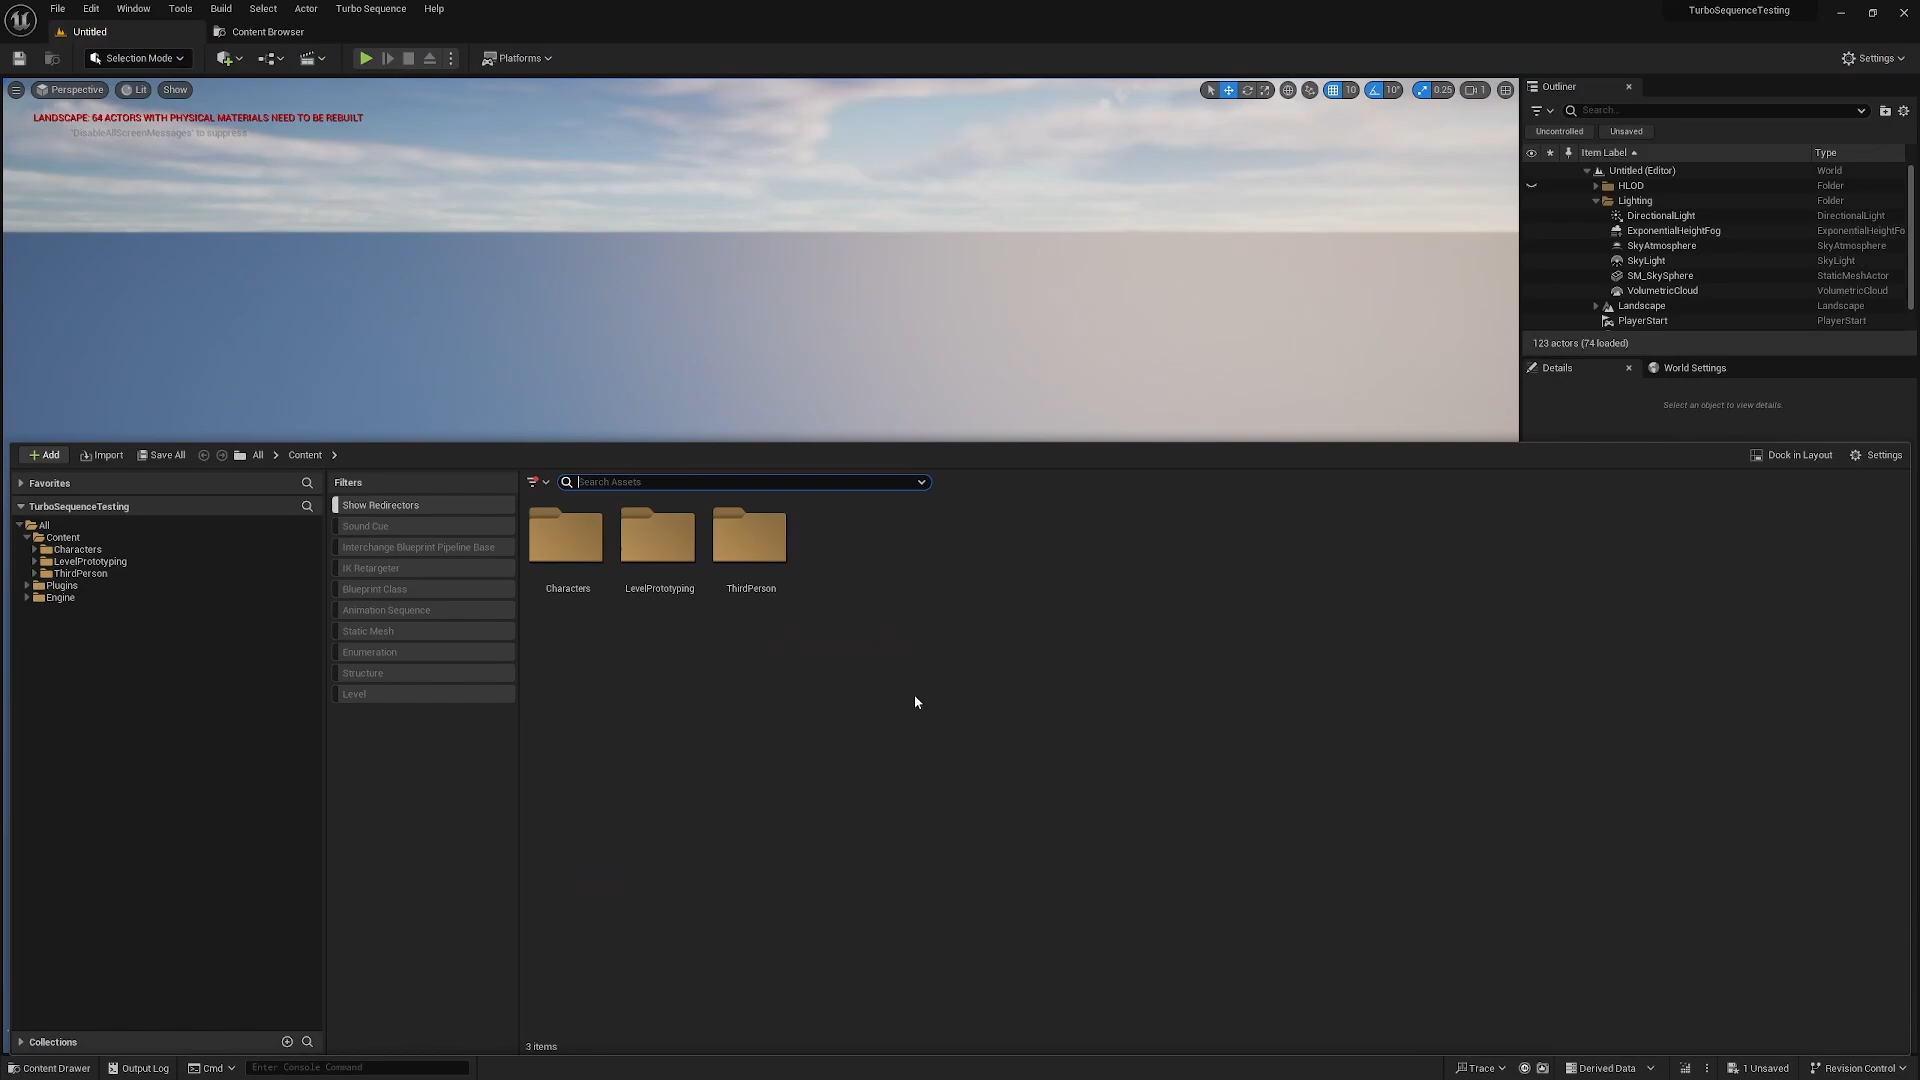 File Edit Window Tools Build Select Actor Turbo Sequence Help
TurboSequenceTesting
Untitled
Content Browser
Selection Mode
Platforms
Settings
Perspective
Lit
Show
10
10°
0.25
1
LANDSCAPE: 64 ACTORS WITH PHYSICAL MATERIALS NEED TO BE REBUILT
'DisableAllScreenMessages' to suppress
Outliner
Search...
Uncontrolled
Unsaved
Item Label
Type
Untitled (Editor)
World
HLOD
Folder
Lighting
Folder
DirectionalLight
DirectionalLight
ExponentialHeightFog
ExponentialHeightFo
SkyAtmosphere
SkyAtmosphere
SkyLight
SkyLight
SM_SkySphere
StaticMeshActor
VolumetricCloud
VolumetricCloud
Landscape
Landscape
PlayerStart
PlayerStart
123 actors (74 loaded)
Details
World Settings
Select an object to view details.
Add
Import
Save All
All
Content
Dock in Layout
Settings
Favorites
TurboSequenceTesting
All
Content
Characters
LevelPrototyping
ThirdPerson
Plugins
Engine
Collections
Filters
Show Redirectors
Sound Cue
Interchange Blueprint Pipeline Base
IK Retargeter
Blueprint Class
Animation Sequence
Static Mesh
Enumeration
Structure
Level
Search Assets
Characters
LevelPrototyping
ThirdPerson
3 items
Content Drawer
Output Log
Cmd
Enter Console Command
Trace
Derived Data
1 Unsaved
Revision Control